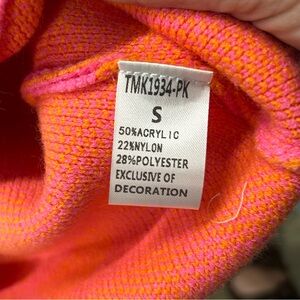 TMK1934-PK
S
50%ACRYLIC
22%NYLON
28%POLYESTER
EXCLUSIVE OF
DECORATION